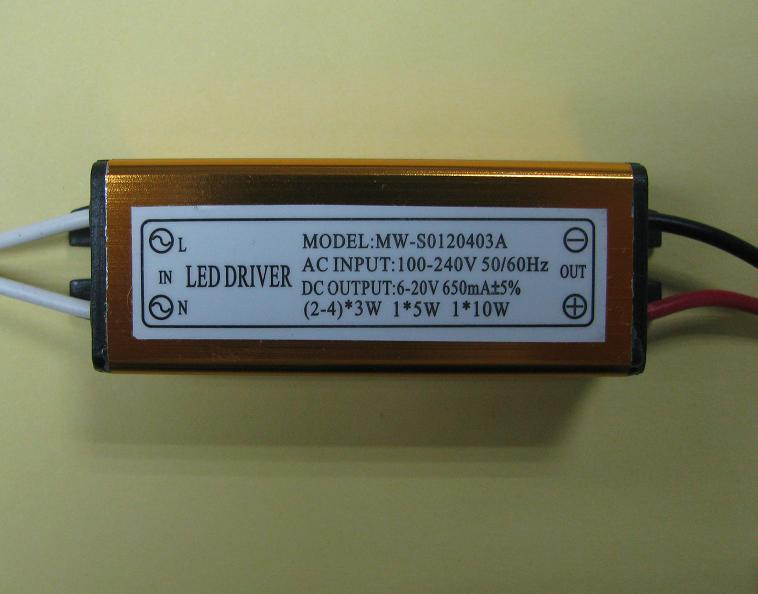 L
IN
N
LED DRIVER
MODEL:MW-S0120403A
AC INPUT:100-240V 50/60Hz
DC OUTPUT:6-20V 650mA±5%
(2-4)*3W 1*5W 1*10W
OUT